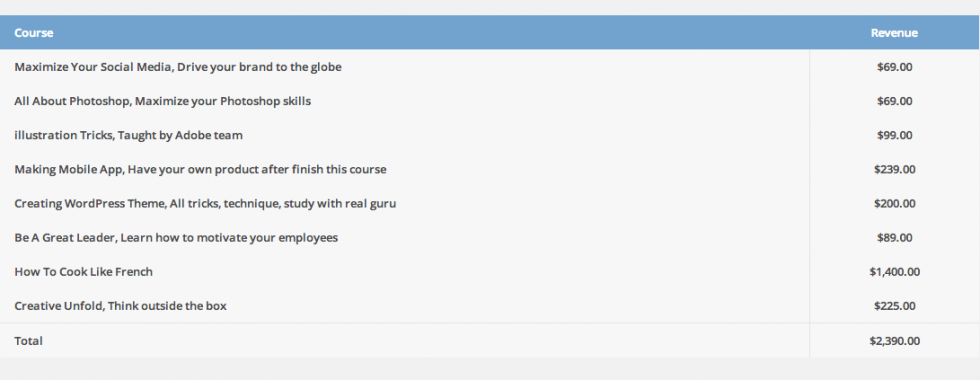 Course Revenue
Maximize Your Social Media, Drive your brand to the globe $69.00
All About Photoshop, Maximize your Photoshop skills $69.00
illustration Tricks, Taught by Adobe team $99.00
Making Mobile App, Have your own product after finish this course $239.00
Creating WordPress Theme, All tricks, technique, study with real guru $200.00
Be A Great Leader, Learn how to motivate your employees $89.00
How To Cook Like French $1,400.00
Creative Unfold, Think outside the box $225.00
Total $2,390.00